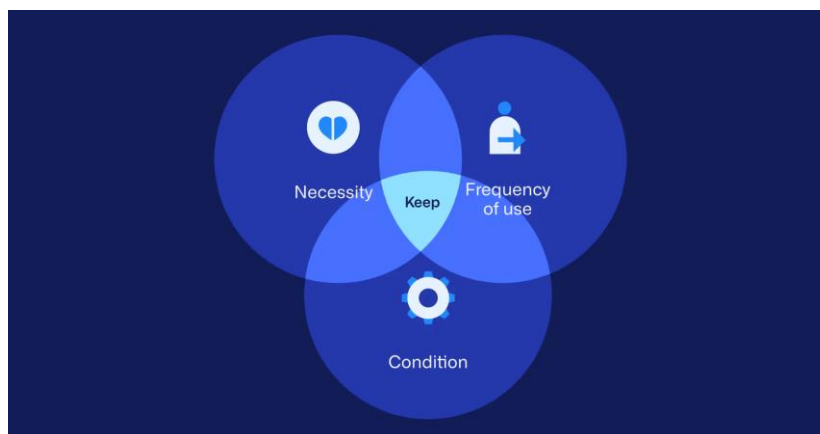 Necessity
Keep
Frequency
of use
Condition